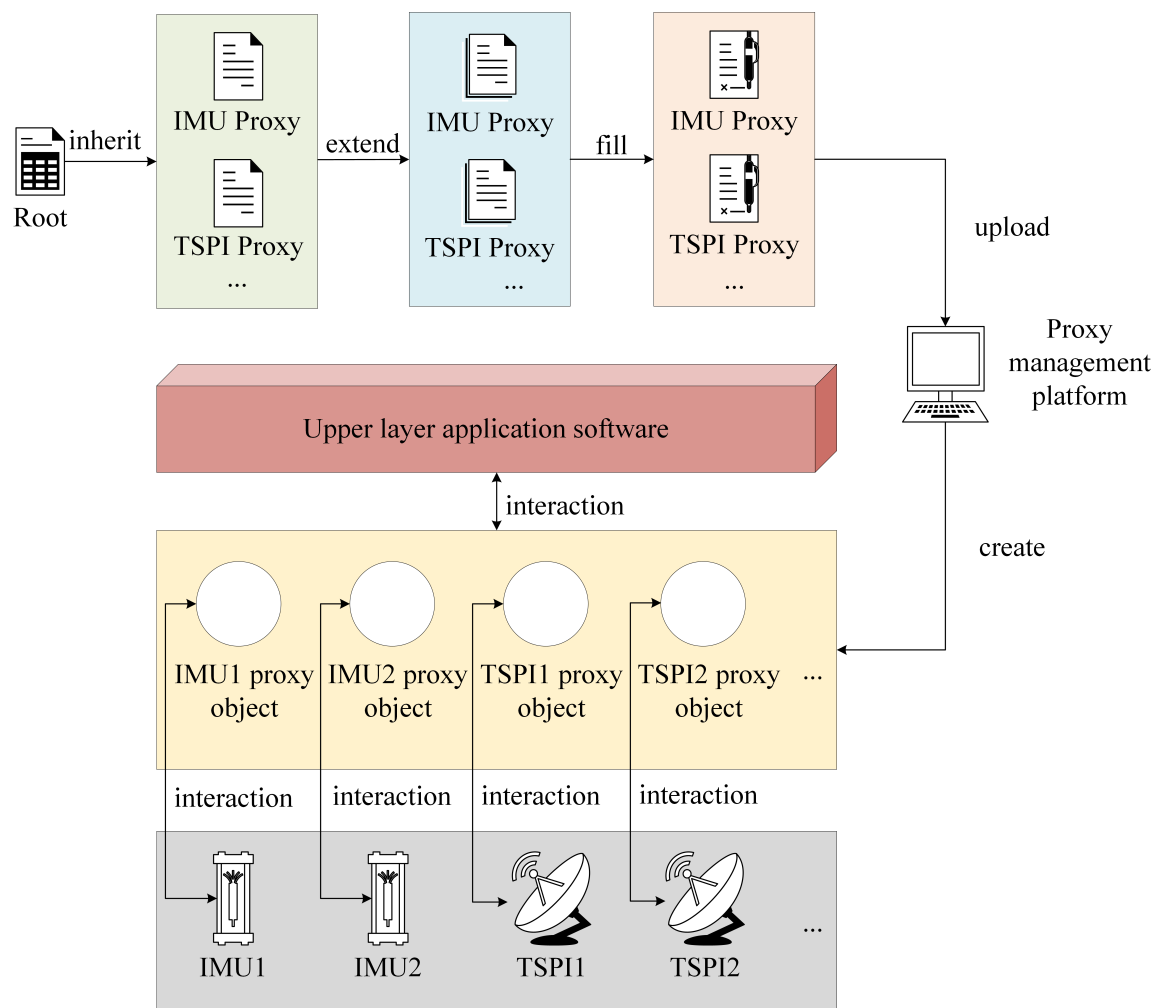 inherit
Root
IMU Proxy
TSPI Proxy
...
extend
IMU Proxy
TSPI Proxy
...
fill
IMU Proxy
TSPI Proxy
...
upload
Proxy
management
platform
create
Upper layer application software
interaction
IMU1 proxy
object
IMU2 proxy
object
TSPI1 proxy
object
TSPI2 proxy
object
...
interaction
interaction
interaction
interaction
IMU1
IMU2
TSPI1
TSPI2
...